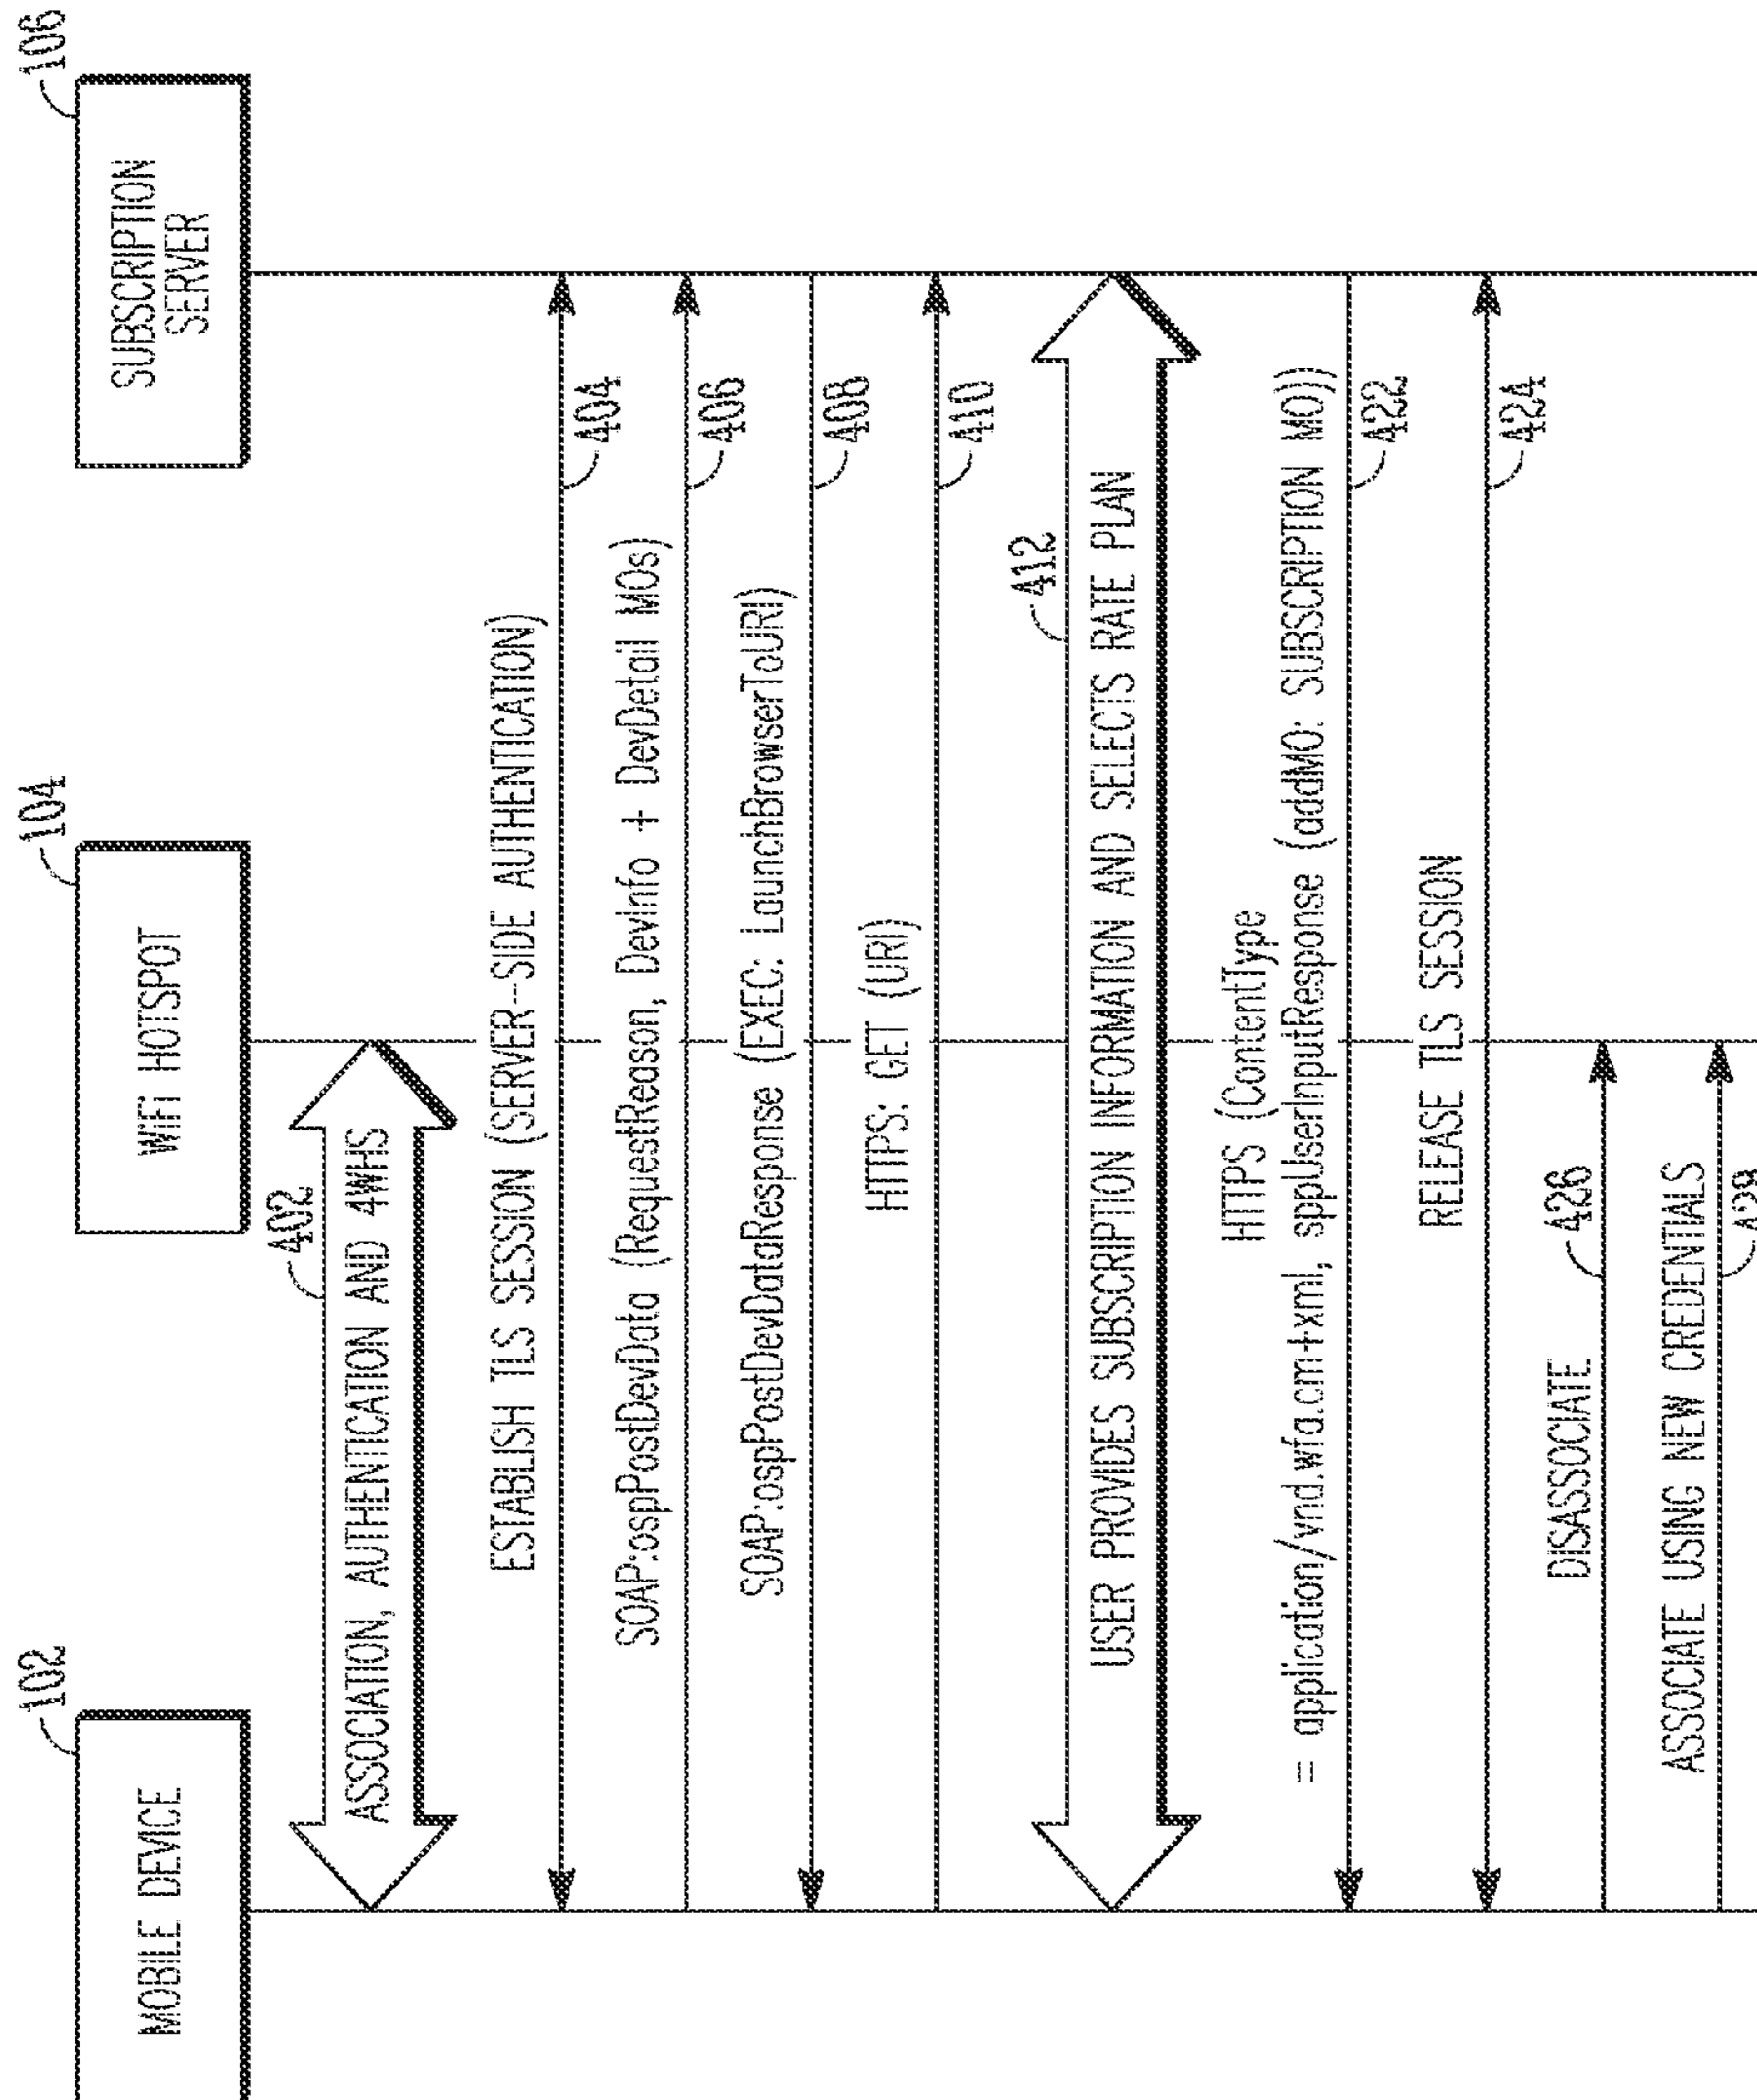 102
MOBILE DEVICE
104
WiFi HOTSPOT
106
SUBSCRIPTION
SERVER
402
ASSOCIATION, AUTHENTICATION AND 4WHS
ESTABLISH TLS SESSION (SERVER--SIDE AUTHENTICATION)
404
SOAP:ospPostDevData (RequestReason, DevInfo + DevDetail MOs)
406
SOAP:ospPostDevDataResponse (EXEC: LaunchBrowserToURI)
408
HTTPS: GET (URI)
410
412
USER PROVIDES SUBSCRIPTION INFORMATION AND SELECTS RATE PLAN
HTTPS (ContentType
= application/vnd.wfa.cm+xml, sppUserInputResponse (addMO: SUBSCRIPTION MO))
422
RELEASE TLS SESSION
424
DISASSOCIATE
426
ASSOCIATE USING NEW CREDENTIALS